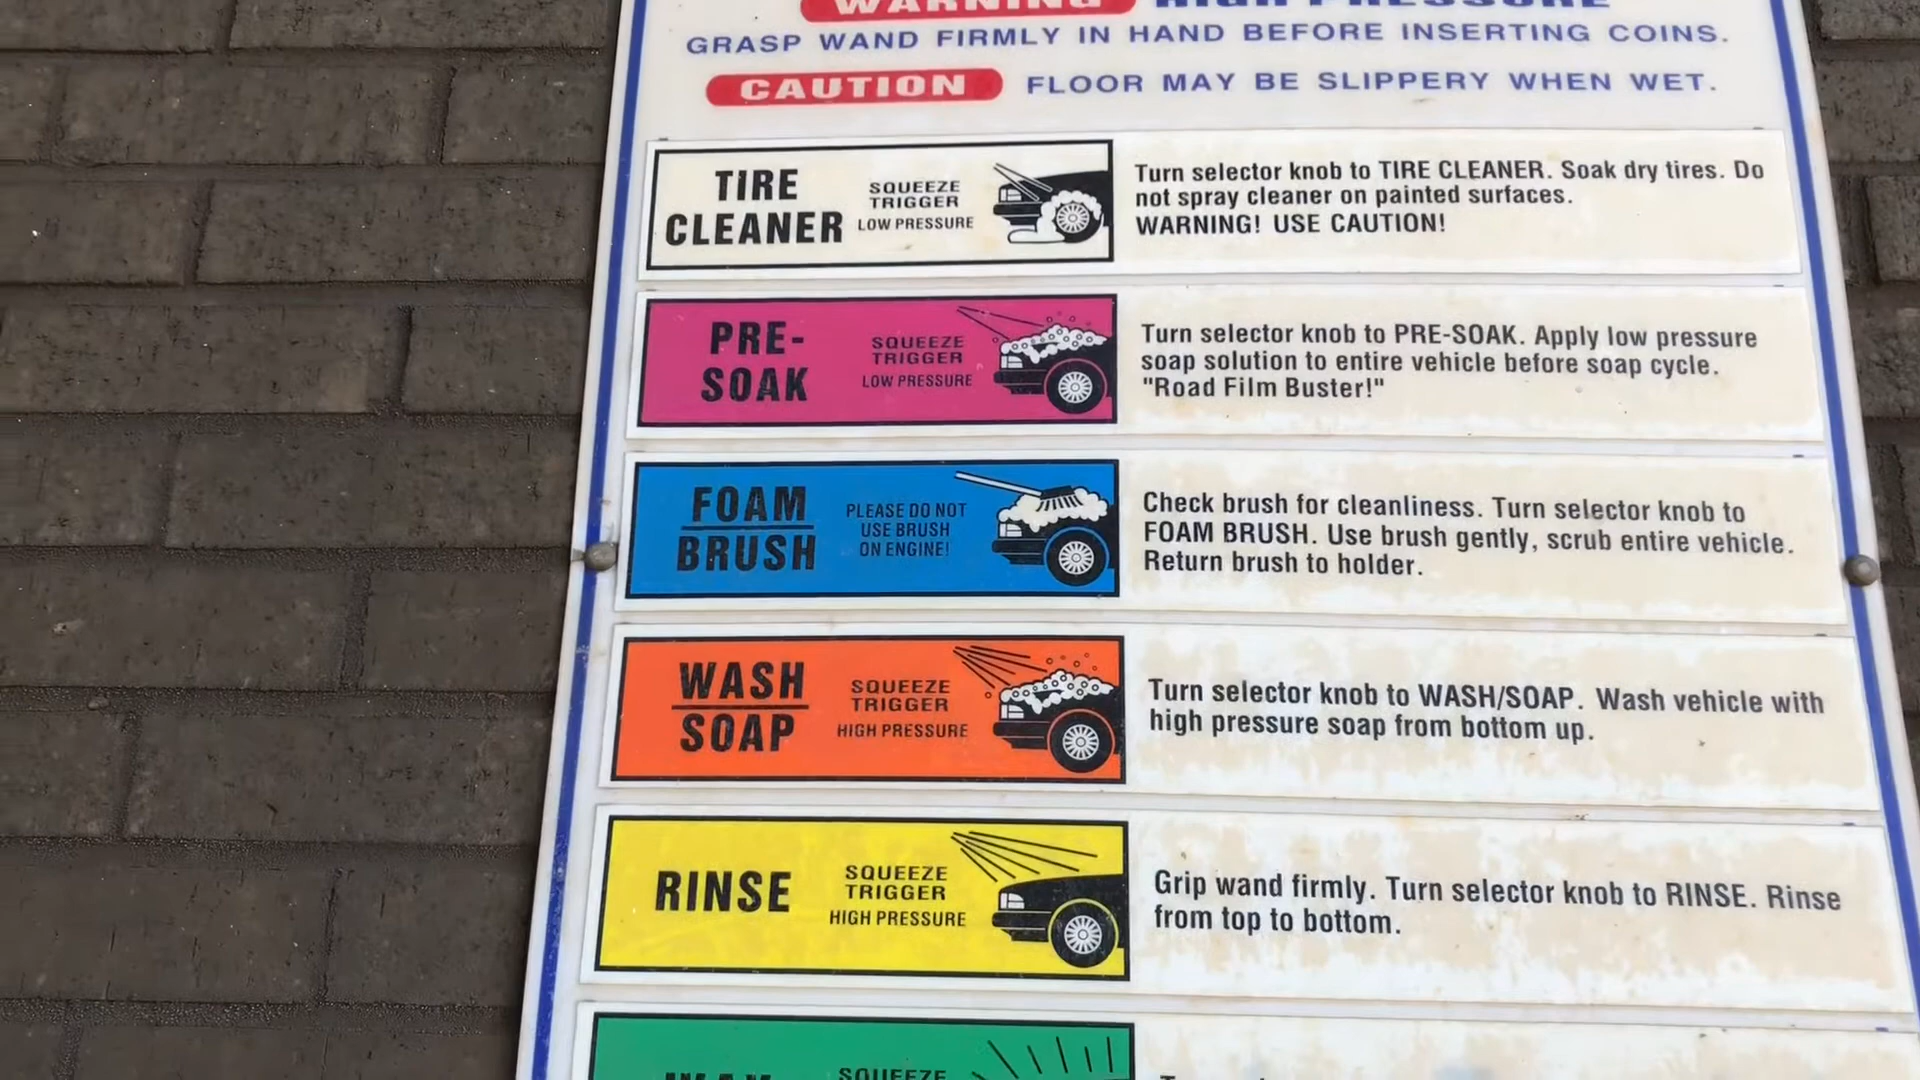 WARNING HIGH PRESSURE
GRASP WAND FIRMLY IN HAND BEFORE INSERTING COINS.
CAUTION FLOOR MAY BE SLIPPERY WHEN WET.
TIRE
CLEANER
SQUEEZE
TRIGGER
LOW PRESSURE
Turn selector knob to TIRE CLEANER. Soak dry tires. Do
not spray cleaner on painted surfaces.
WARNING! USE CAUTION!
PRE-
SOAK
SQUEEZE
TRIGGER
LOW PRESSURE
Turn selector knob to PRE-SOAK. Apply low pressure
soap solution to entire vehicle before soap cycle.
"Road Film Buster!"
FOAM
BRUSH
PLEASE DO NOT
USE BRUSH
ON ENGINE!
Check brush for cleanliness. Turn selector knob to
FOAM BRUSH. Use brush gently, scrub entire vehicle.
Return brush to holder.
WASH
SOAP
SQUEEZE
TRIGGER
HIGH PRESSURE
Turn selector knob to WASH/SOAP. Wash vehicle with
high pressure soap from bottom up.
RINSE
SQUEEZE
TRIGGER
HIGH PRESSURE
Grip wand firmly. Turn selector knob to RINSE. Rinse
from top to bottom.
WAX
SQUEEZE